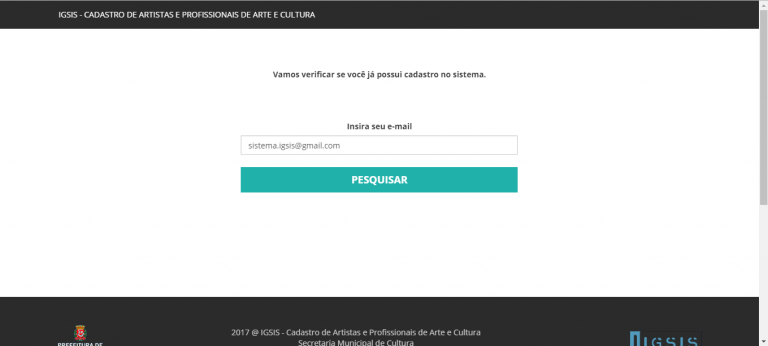 IGSIS - CADASTRO DE ARTISTAS E PROFISSIONAIS DE ARTE E CULTURA
Vamos verificar se você já possui cadastro no sistema.
Insira seu e-mail
sistema.igsis@gmail.com
PESQUISAR
2017 @ IGSIS - Cadastro de Artistas e Profissionais de Arte e Cultura
Secretaria Municipal de Cultura
PREFEITURA DE
IGSIS